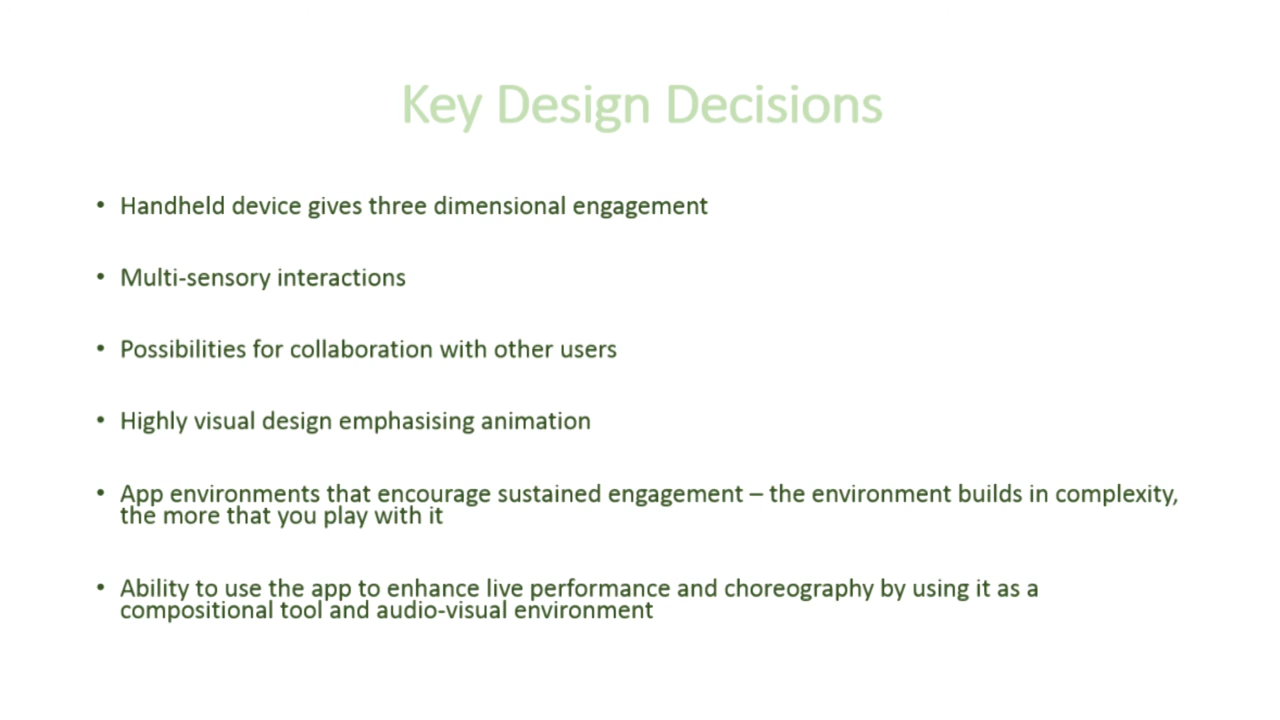 Key Design Decisions
• Handheld device gives three dimensional engagement
• Multi-sensory interactions
• Possibilities for collaboration with other users
• Highly visual design emphasising animation
• App environments that encourage sustained engagement – the environment builds in complexity,
the more that you play with it
• Ability to use the app to enhance live performance and choreography by using it as a
compositional tool and audio-visual environment